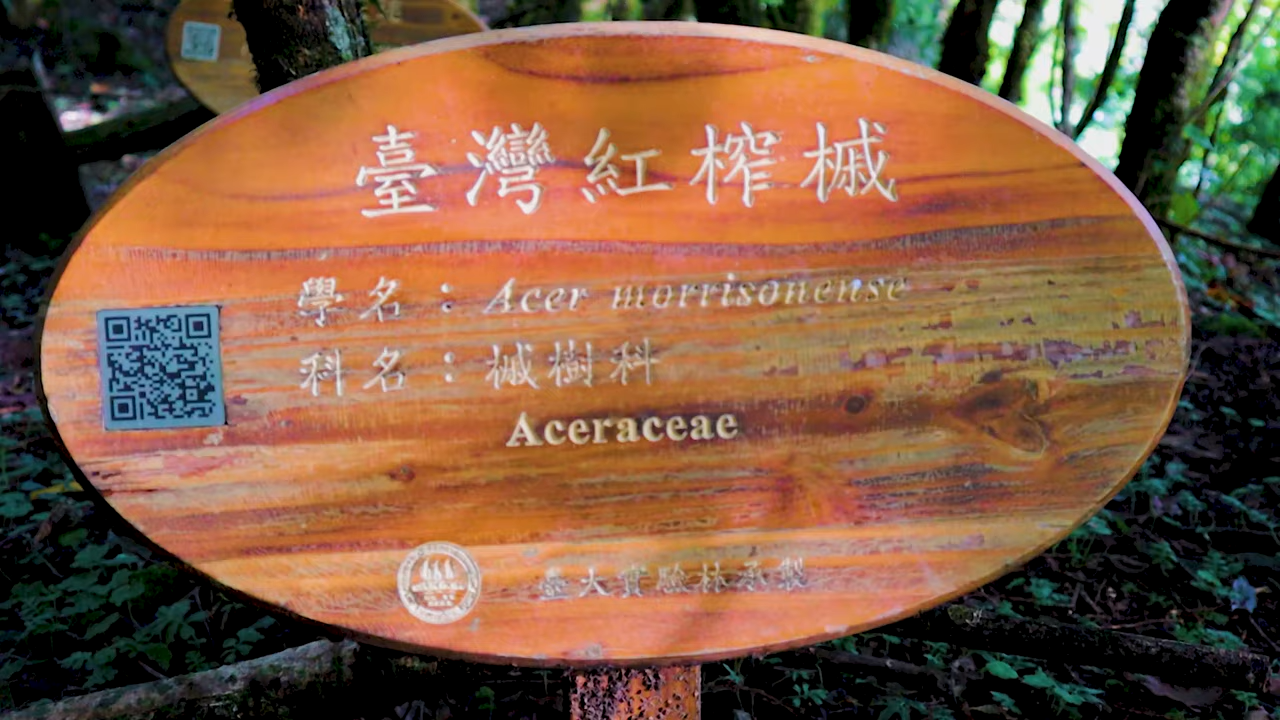 臺灣紅榨槭
學名：Acer morrisonense
科名：槭樹科
Aceraceae
臺大實驗林承製